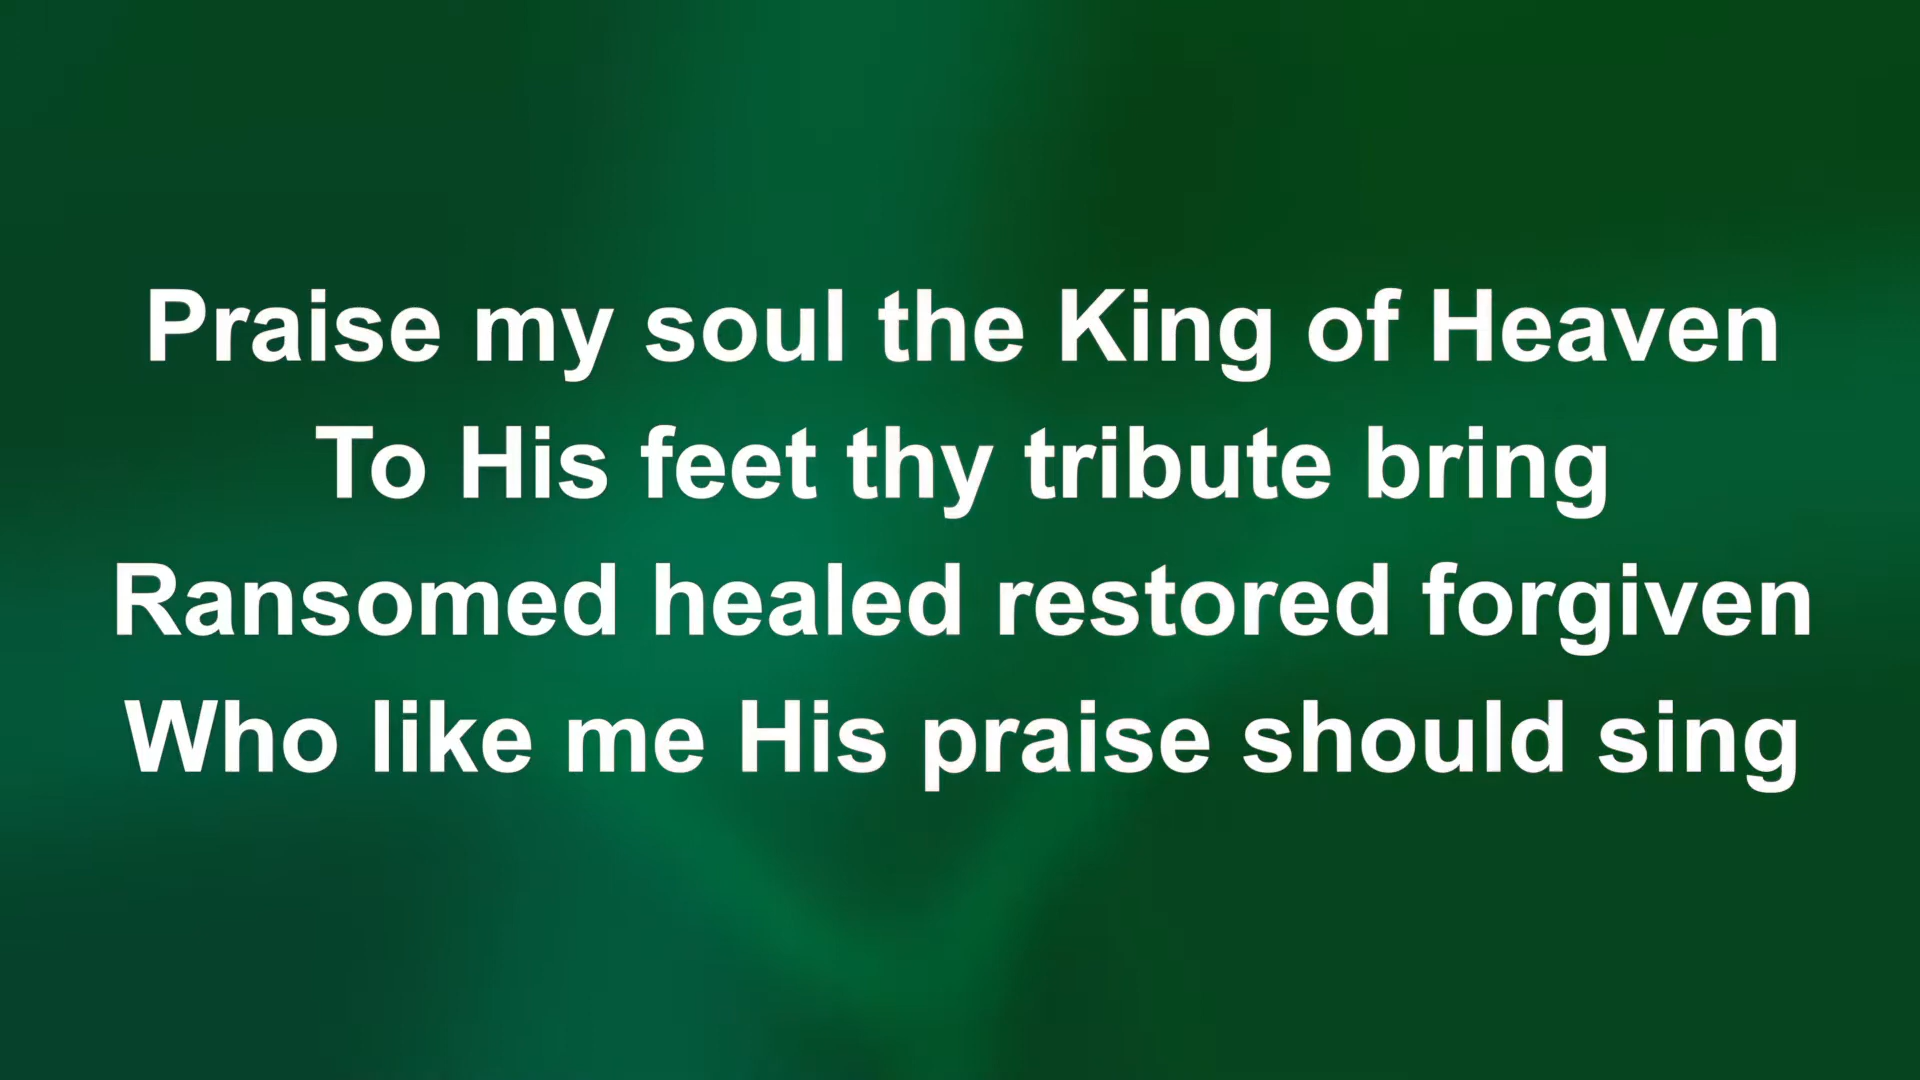 Praise my soul the King of Heaven
To His feet thy tribute bring
Ransomed healed restored forgiven
Who like me His praise should sing